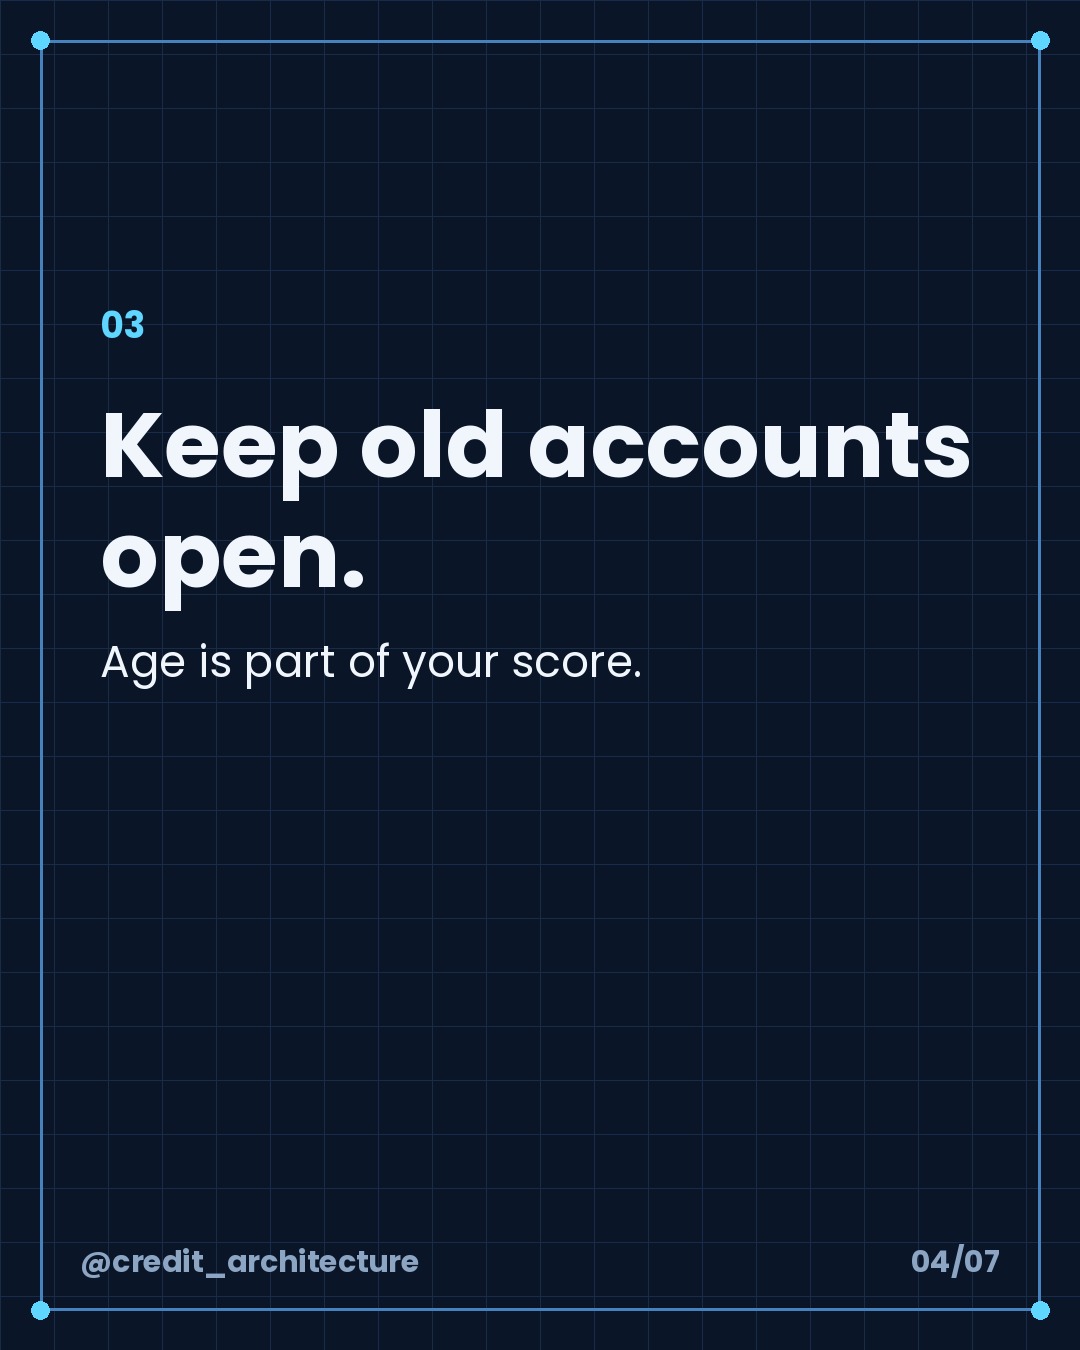 03
Keep old accounts
open.
Age is part of your score.
@credit_architecture
04/07